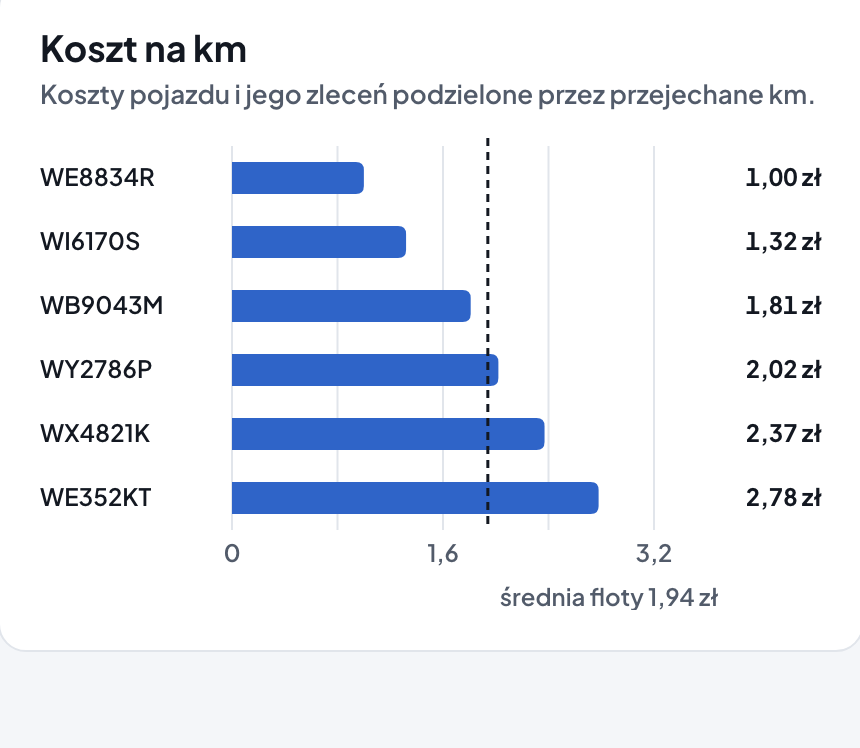 Koszt na km
Koszty pojazdu i jego zleceń podzielone przez przejechane km.
WE8834R 1,00 zł
WI6170S 1,32 zł
WB9043M 1,81 zł
WY2786P 2,02 zł
WX4821K 2,37 zł
WE352KT 2,78 zł
0 1,6 3,2
średnia floty 1,94 zł